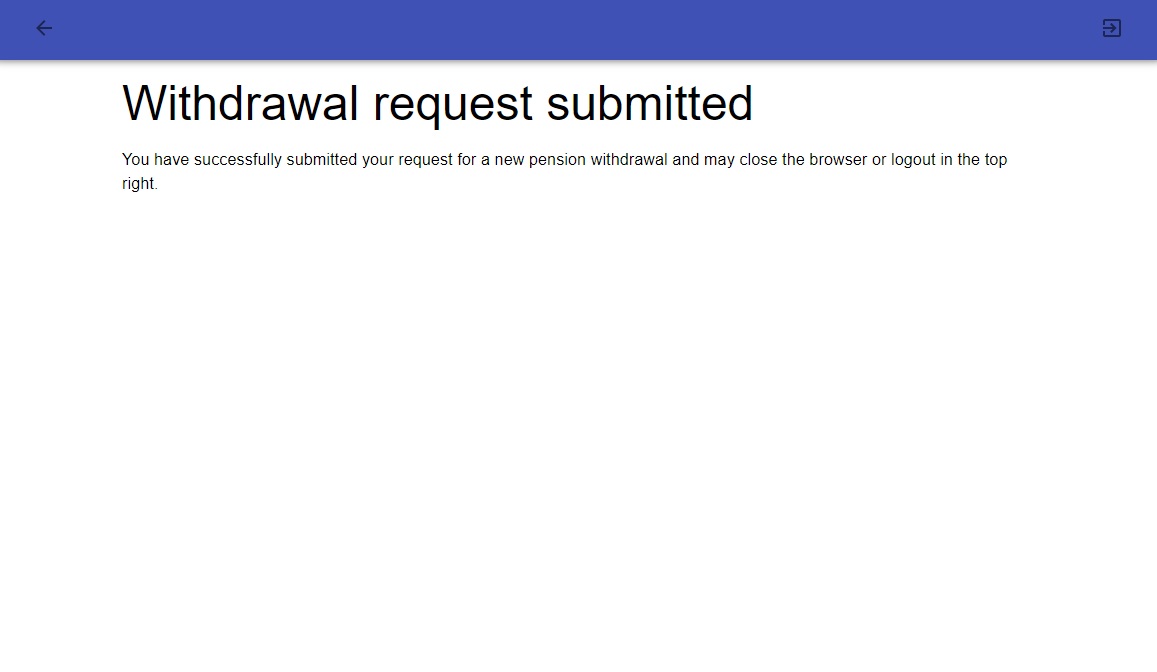 Withdrawal request submitted
You have successfully submitted your request for a new pension withdrawal and may close the browser or logout in the top
right.